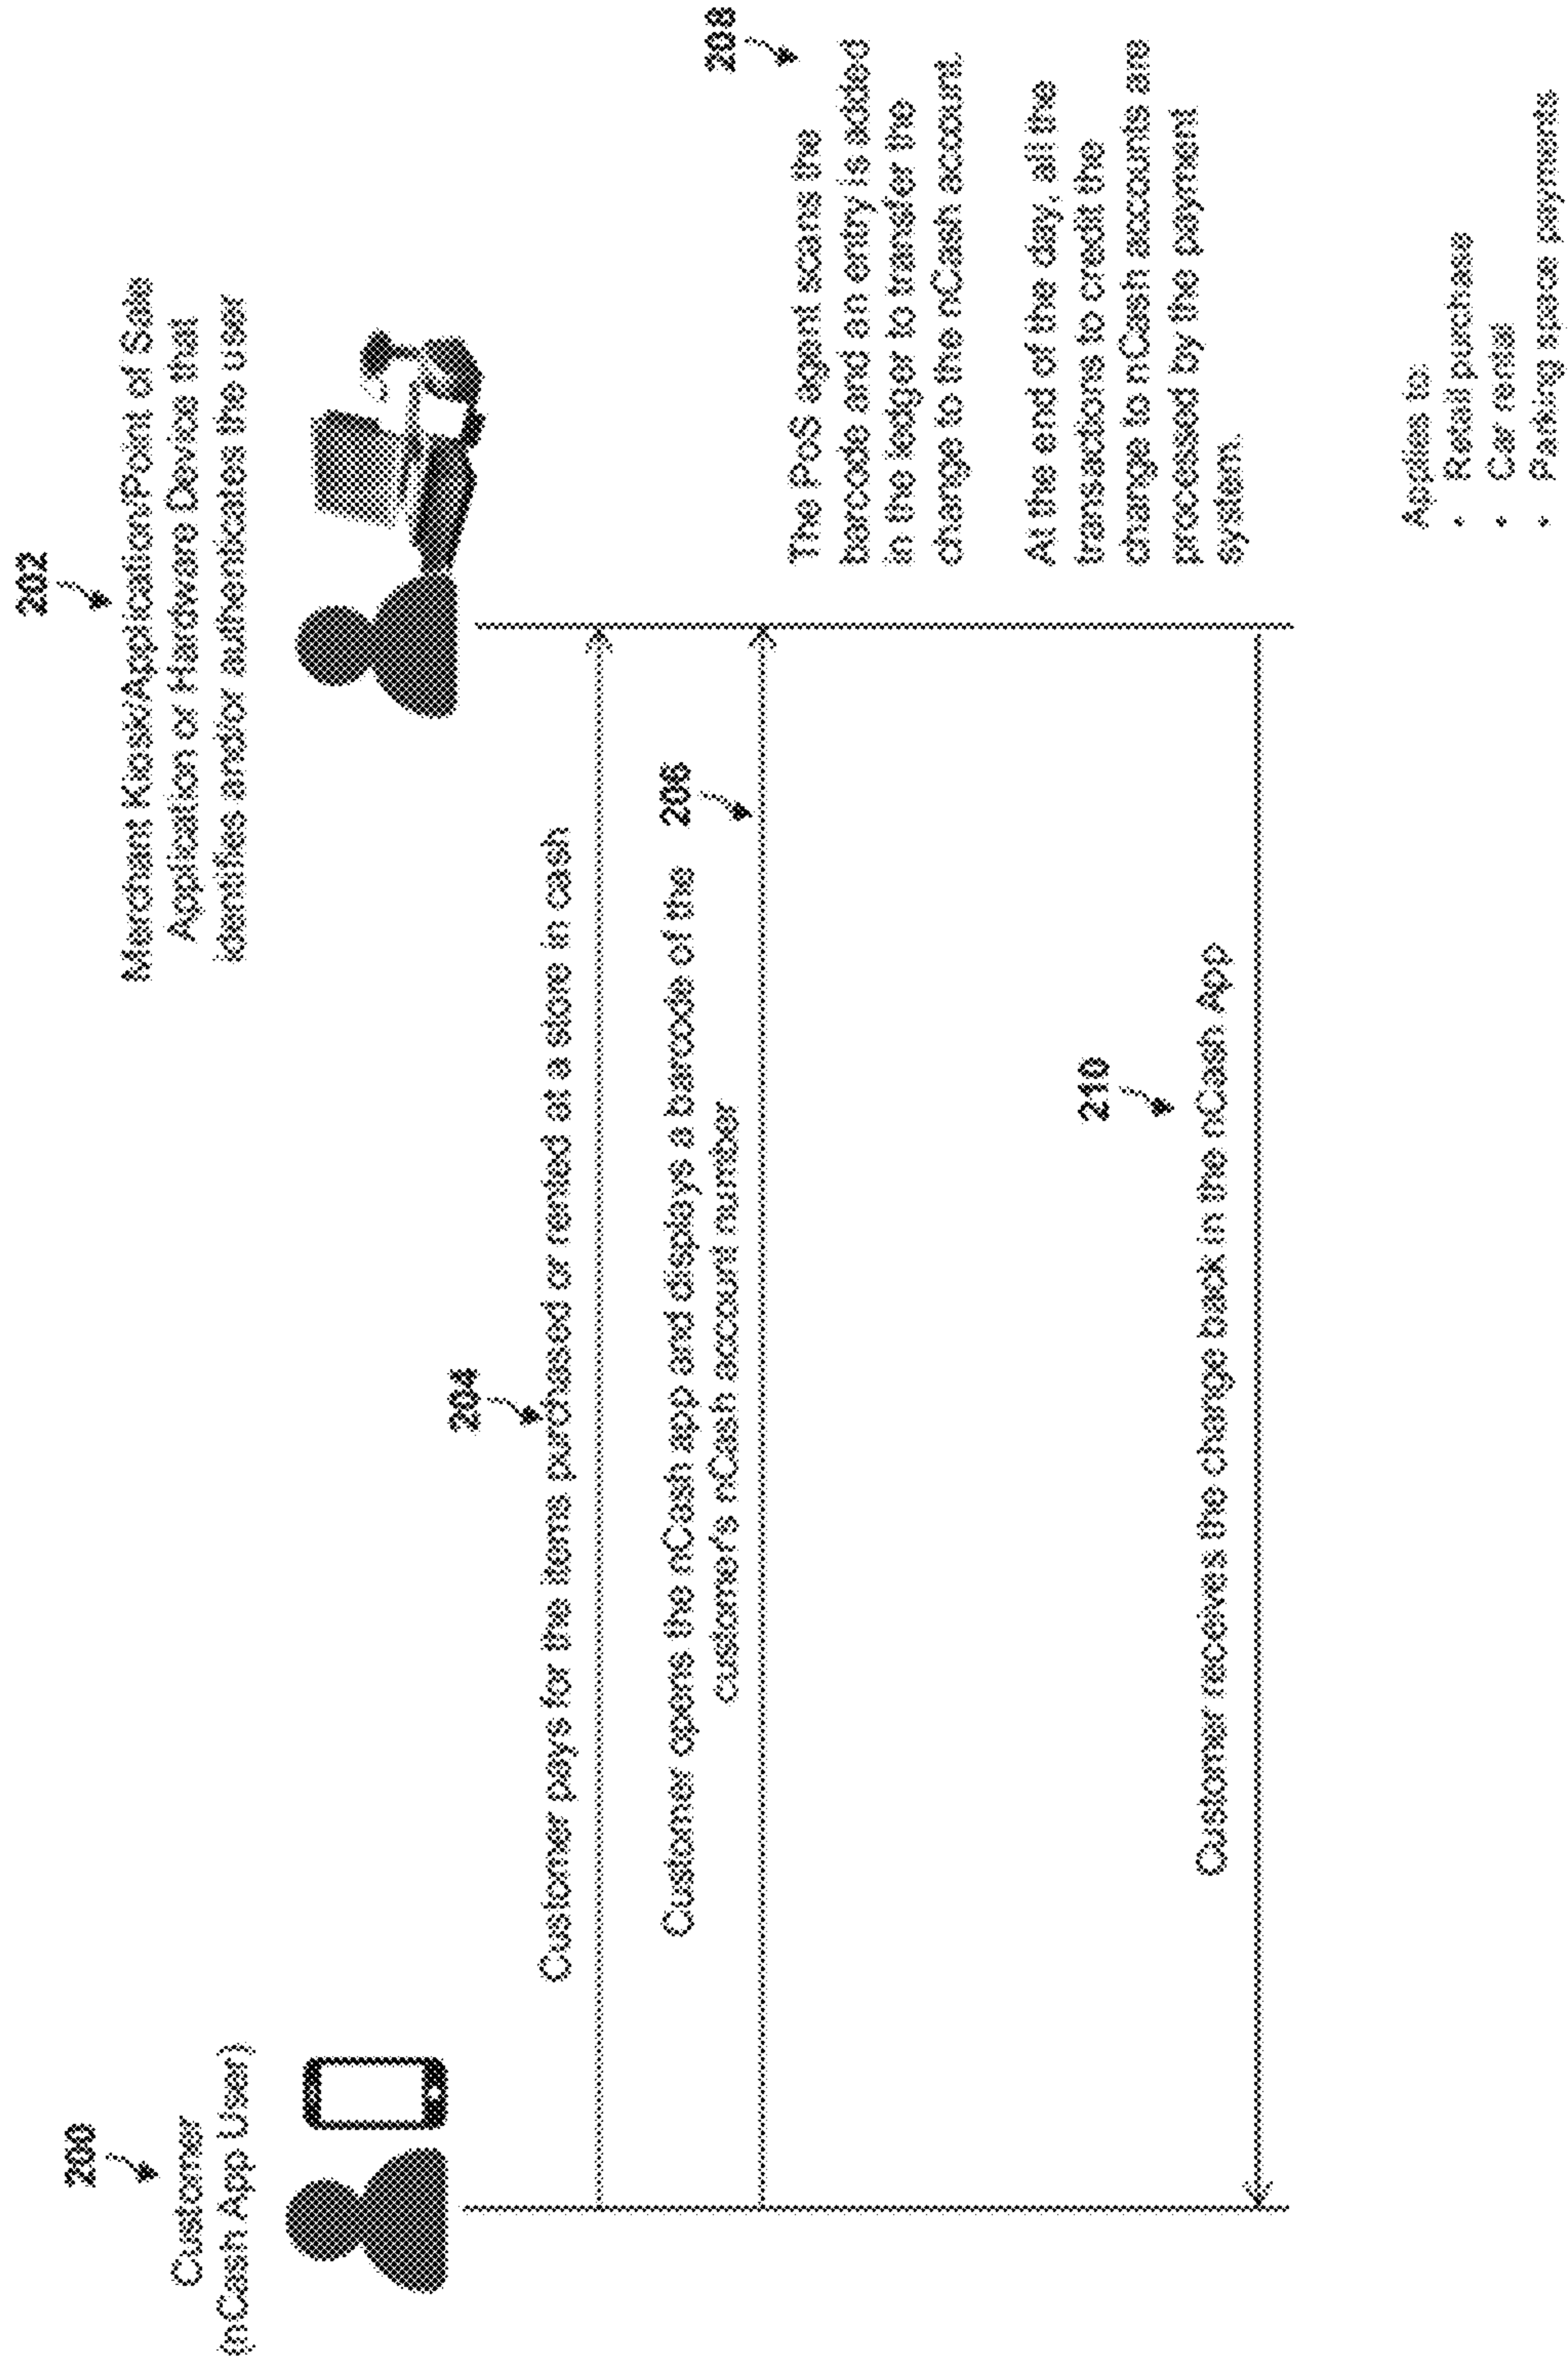 200
Customer
(nCash App User)
202
Merchant Kiosk/Application/Point of Sale
Application or Hardware Device that
identifies and/or authenticates the user
204
Customer pays for the items purchased or rented at a store in cash
Customer opens the nCash app and displays a barcode of the
customer's nCash account number
206
208
The PoS agent scans the
barcode and an entry is added
in the ledger to transfer the
change to the nCash account.
At the end of the day, all the
transactions to credit the
change to nCash accounts are
processed by the payment
system.
210
Customer receives the change back in the nCash App
Applies to:
• Retail purchase
• Car rental
• Parking space payments